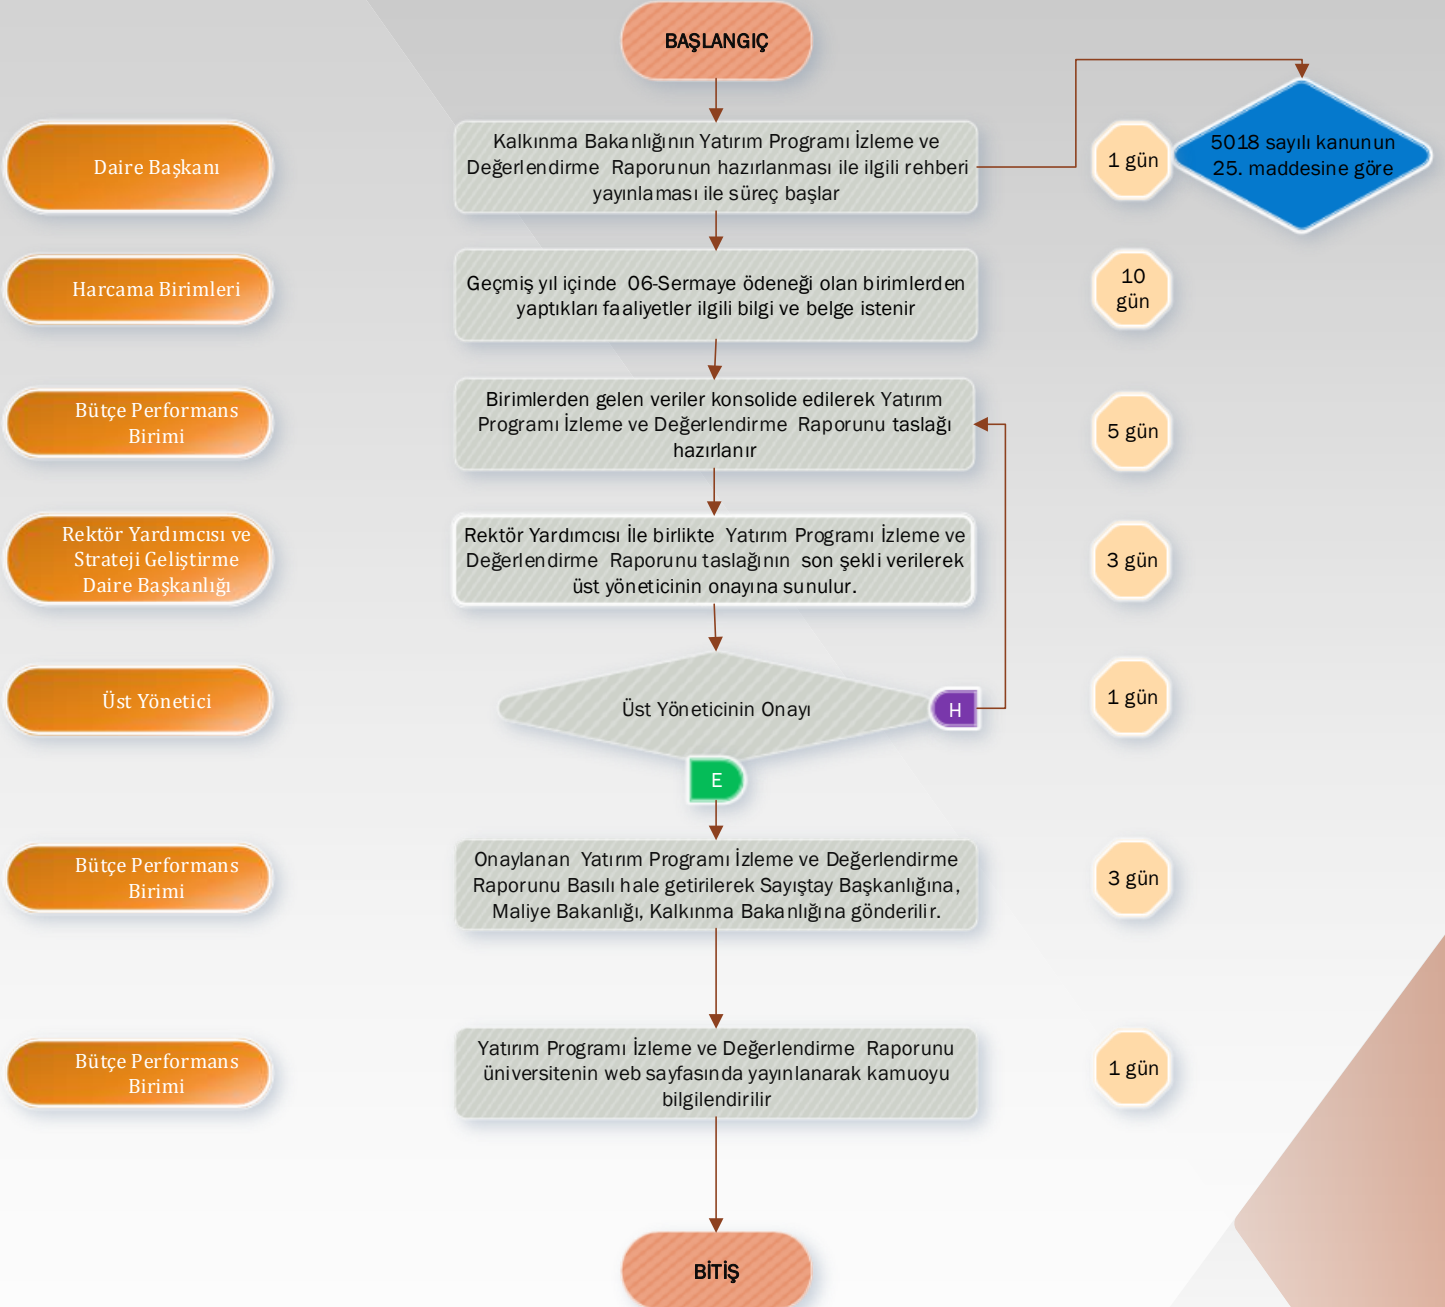 BAŞLANGIÇ
Daire Başkanı
Kalkınma Bakanlığının Yatırım Programı İzleme ve
Değerlendirme Raporunun hazırlanması ile ilgili rehberi
yayınlaması ile süreç başlar
1 gün
5018 sayılı kanunun
25. maddesine göre
Harcama Birimleri
Geçmiş yıl içinde 06-Sermaye ödeneği olan birimlerden
yaptıkları faaliyetler ilgili bilgi ve belge istenir
10
gün
Bütçe Performans
Birimi
Birimlerden gelen veriler konsolide edilerek Yatırım
Programı İzleme ve Değerlendirme Raporunu taslağı
hazırlanır
5 gün
Rektör Yardımcısı ve
Strateji Geliştirme
Daire Başkanlığı
Rektör Yardımcısı İle birlikte Yatırım Programı İzleme ve
Değerlendirme Raporunu taslağının son şekli verilerek
üst yöneticinin onayına sunulur.
3 gün
Üst Yönetici
Üst Yöneticinin Onayı
H
1 gün
E
Bütçe Performans
Birimi
Onaylanan Yatırım Programı İzleme ve Değerlendirme
Raporunu Basılı hale getirilerek Sayıştay Başkanlığına,
Maliye Bakanlığı, Kalkınma Bakanlığına gönderilir.
3 gün
Bütçe Performans
Birimi
Yatırım Programı İzleme ve Değerlendirme Raporunu
üniversitenin web sayfasında yayınlanarak kamuoyu
bilgilendirilir
1 gün
BİTİŞ